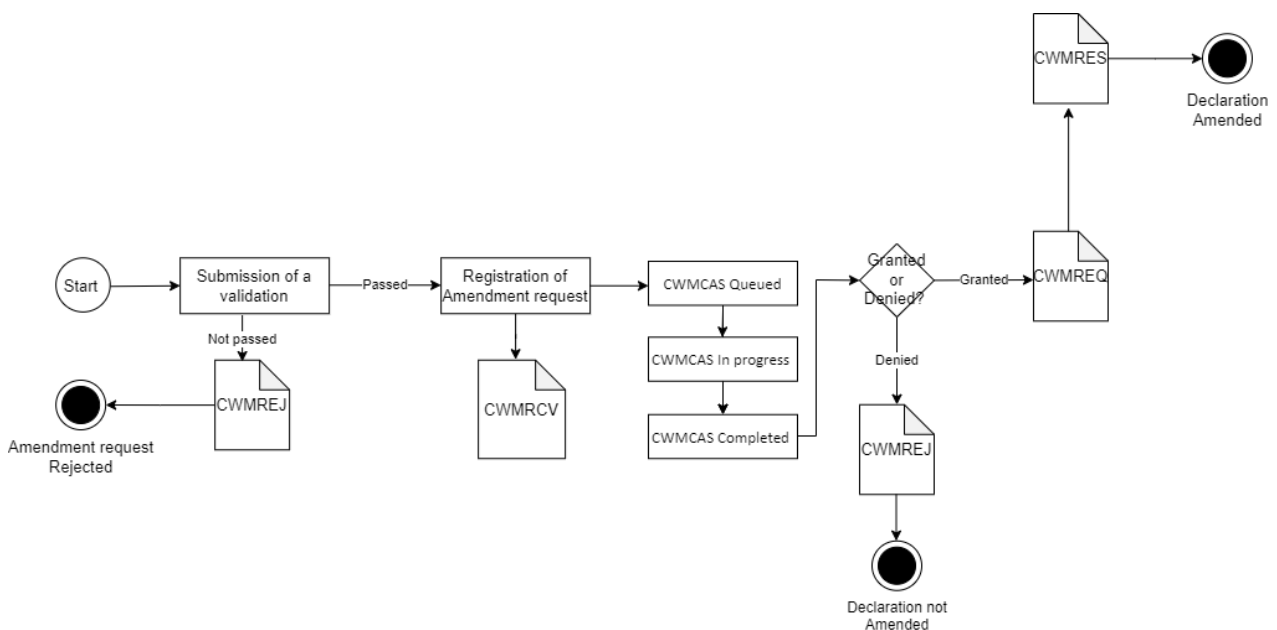 CWMRES
Declaration
Amended
Start
Submission of a
validation
Passed
Registration of
Amendment request
CWMCAS Queued
Granted
or
Denied?
Granted
CWMREQ
Not passed
CWMREJ
Amendment request
Rejected
CWMRCV
CWMCAS In progress
CWMCAS Completed
Denied
CWMREJ
Declaration not
Amended